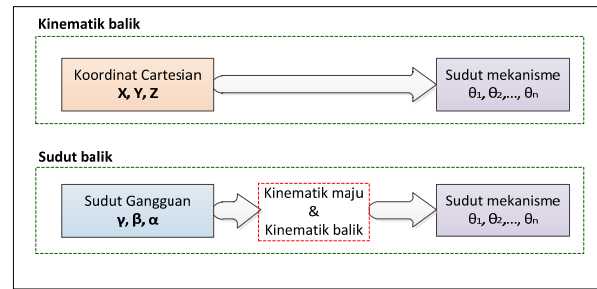 Kinematik balik
Koordinat Cartesian
X, Y, Z
Sudut mekanisme
θ₁, θ₂,..., θₙ
Sudut balik
Sudut Gangguan
γ, β, α
Kinematik maju
&
Kinematik balik
Sudut mekanisme
θ₁, θ₂,..., θₙ